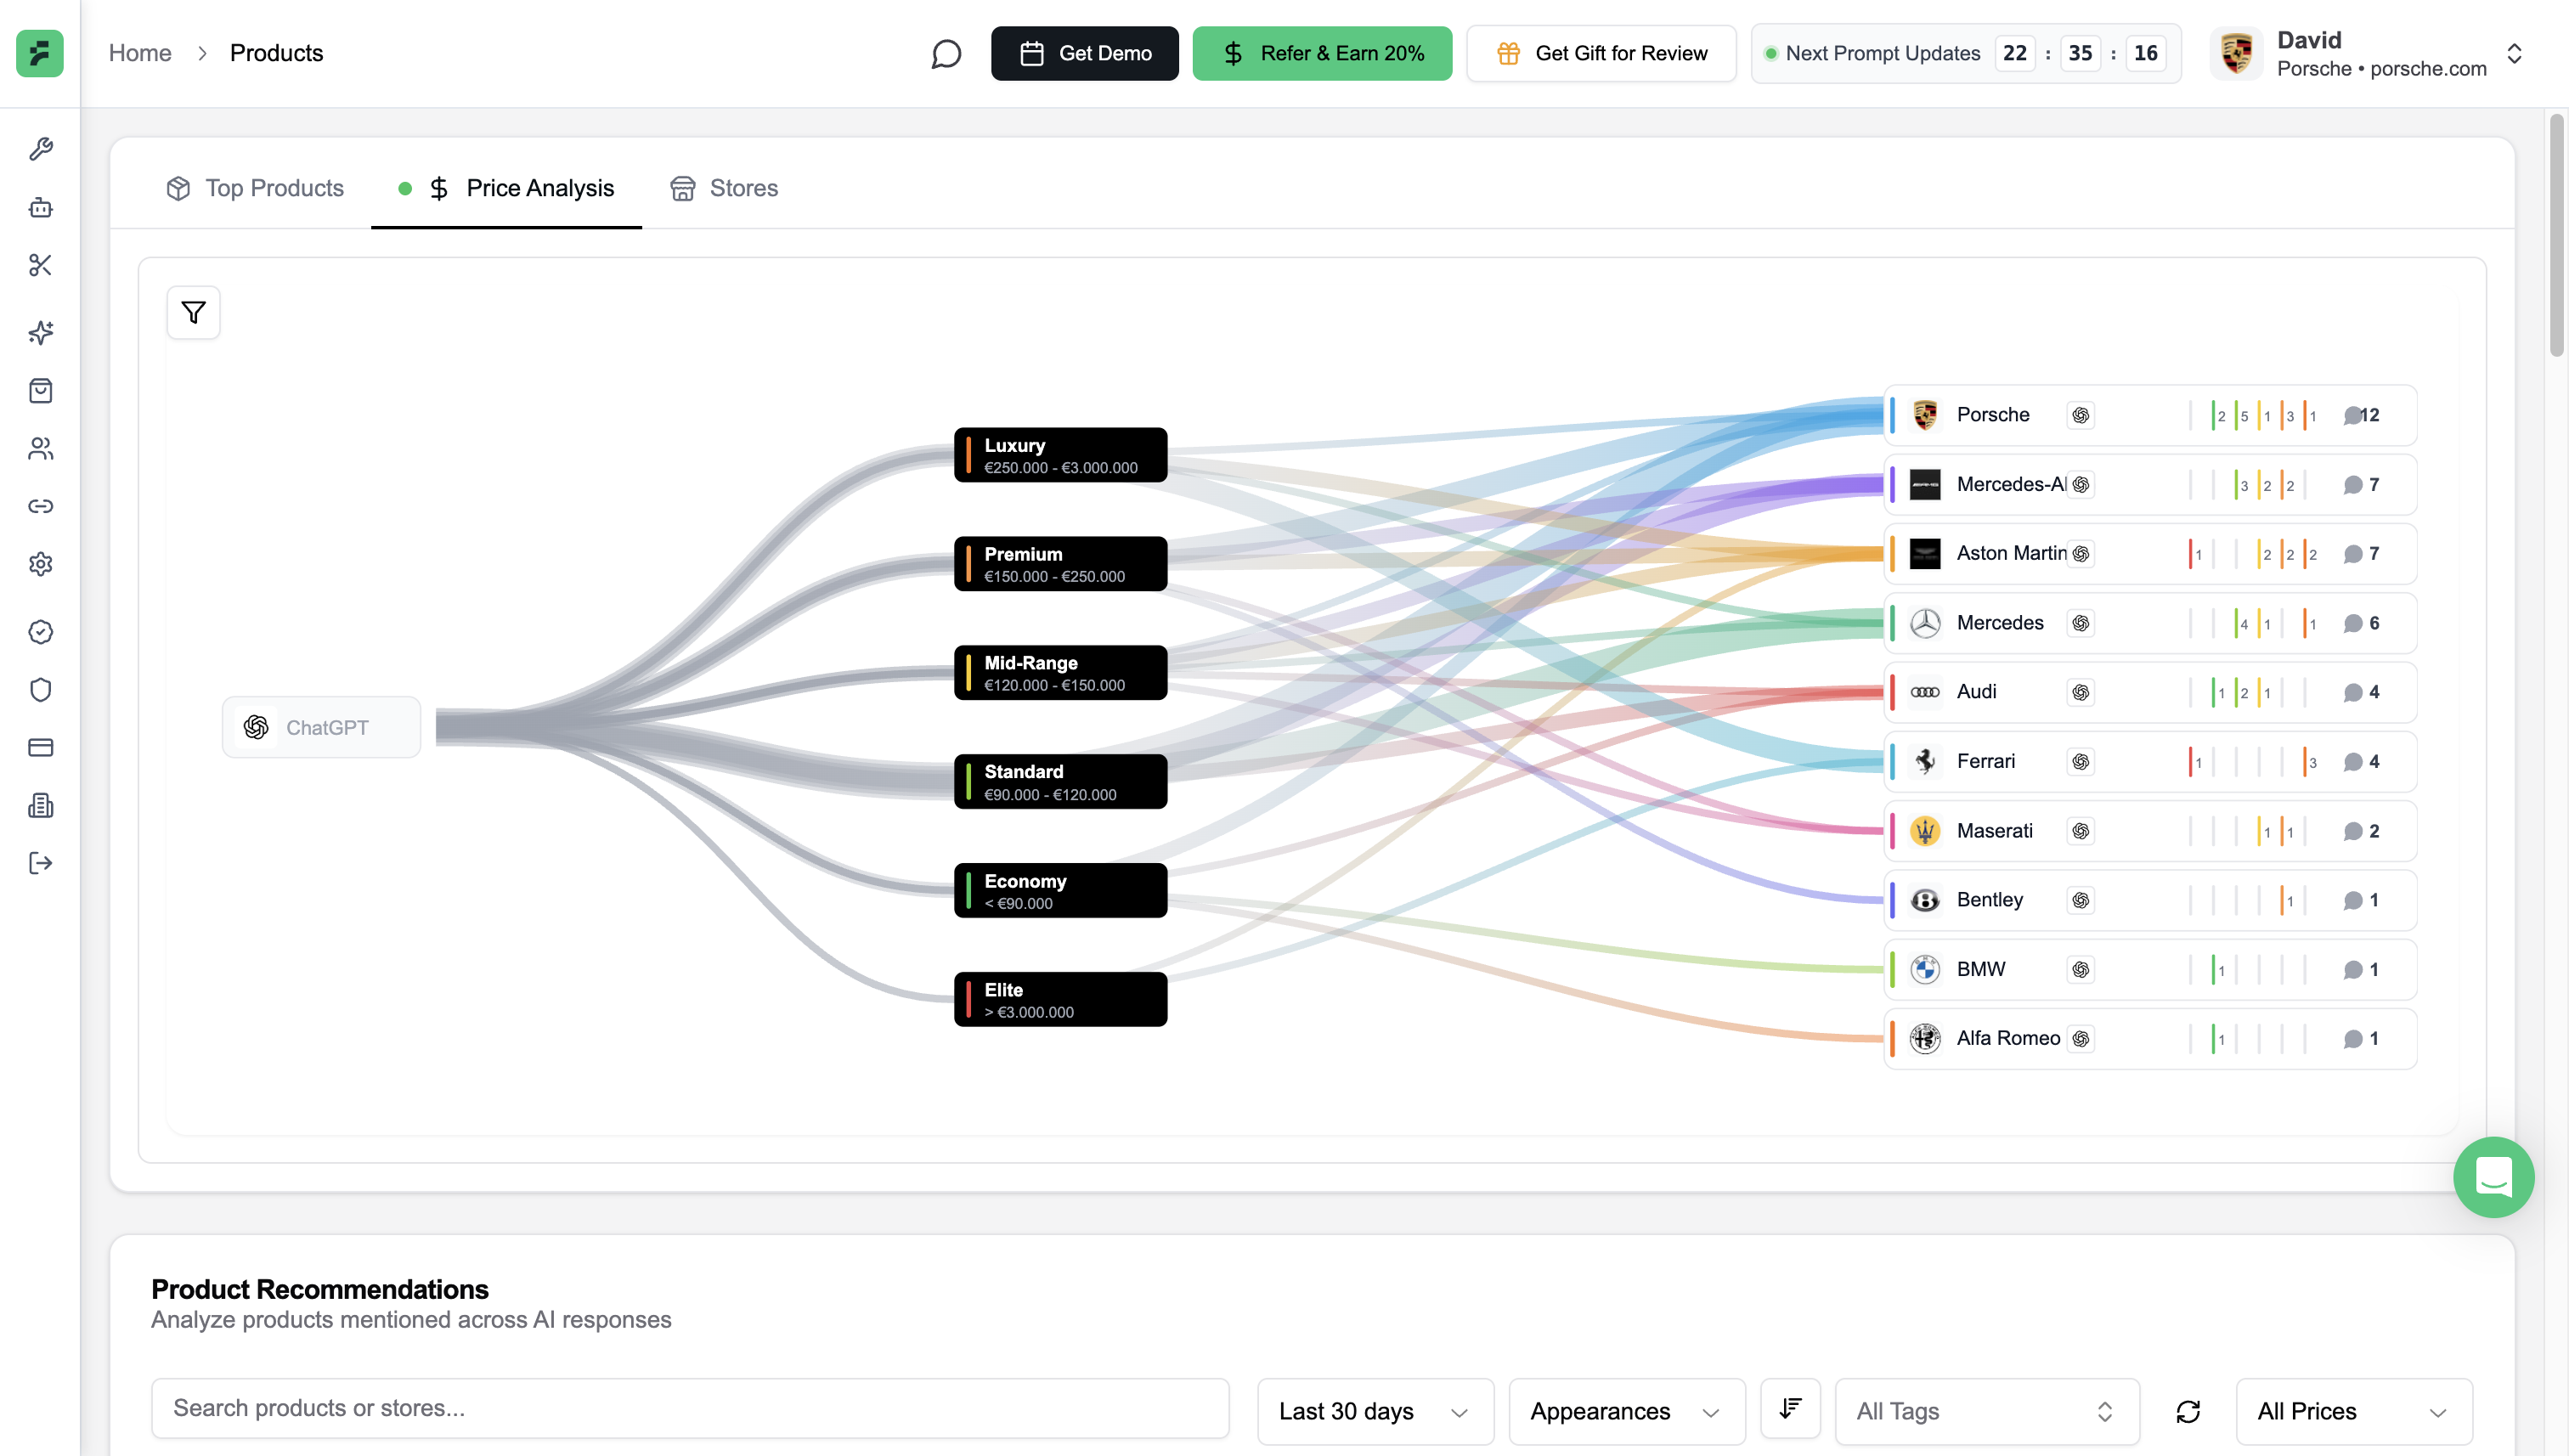 Home > Products
Get Demo
Refer & Earn 20%
Get Gift for Review
Next Prompt Updates 22 : 35 : 16
David
Porsche • porsche.com
Top Products
Price Analysis
Stores
ChatGPT
Luxury
€250.000 - €3.000.000
Premium
€150.000 - €250.000
Mid-Range
€120.000 - €150.000
Standard
€90.000 - €120.000
Economy
< €90.000
Elite
> €3.000.000
Porsche 2 5 1 3 1 12
Mercedes-A 3 2 2 7
Aston Martin 1 2 2 2 7
Mercedes 4 1 1 6
Audi 1 2 1 4
Ferrari 1 3 4
Maserati 1 1 2
Bentley 1 1
BMW 1 1
Alfa Romeo 1 1
Product Recommendations
Analyze products mentioned across AI responses
Search products or stores...
Last 30 days
Appearances
All Tags
All Prices